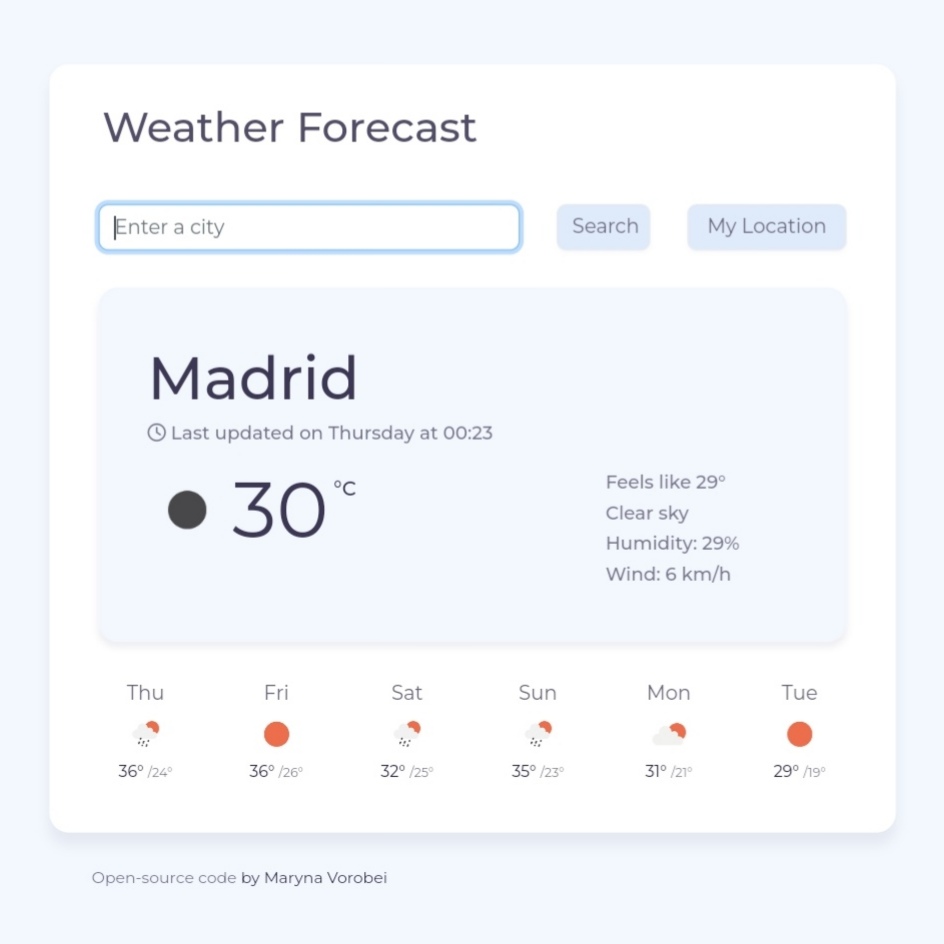 Weather Forecast
Enter a city
Search
My Location
Madrid
Last updated on Thursday at 00:23
30 °C
Feels like 29°
Clear sky
Humidity: 29%
Wind: 6 km/h
Thu Fri Sat Sun Mon Tue
36° /24° 36° /26° 32° /25° 35° /23° 31° /21° 29° /19°
Open-source code by Maryna Vorobei